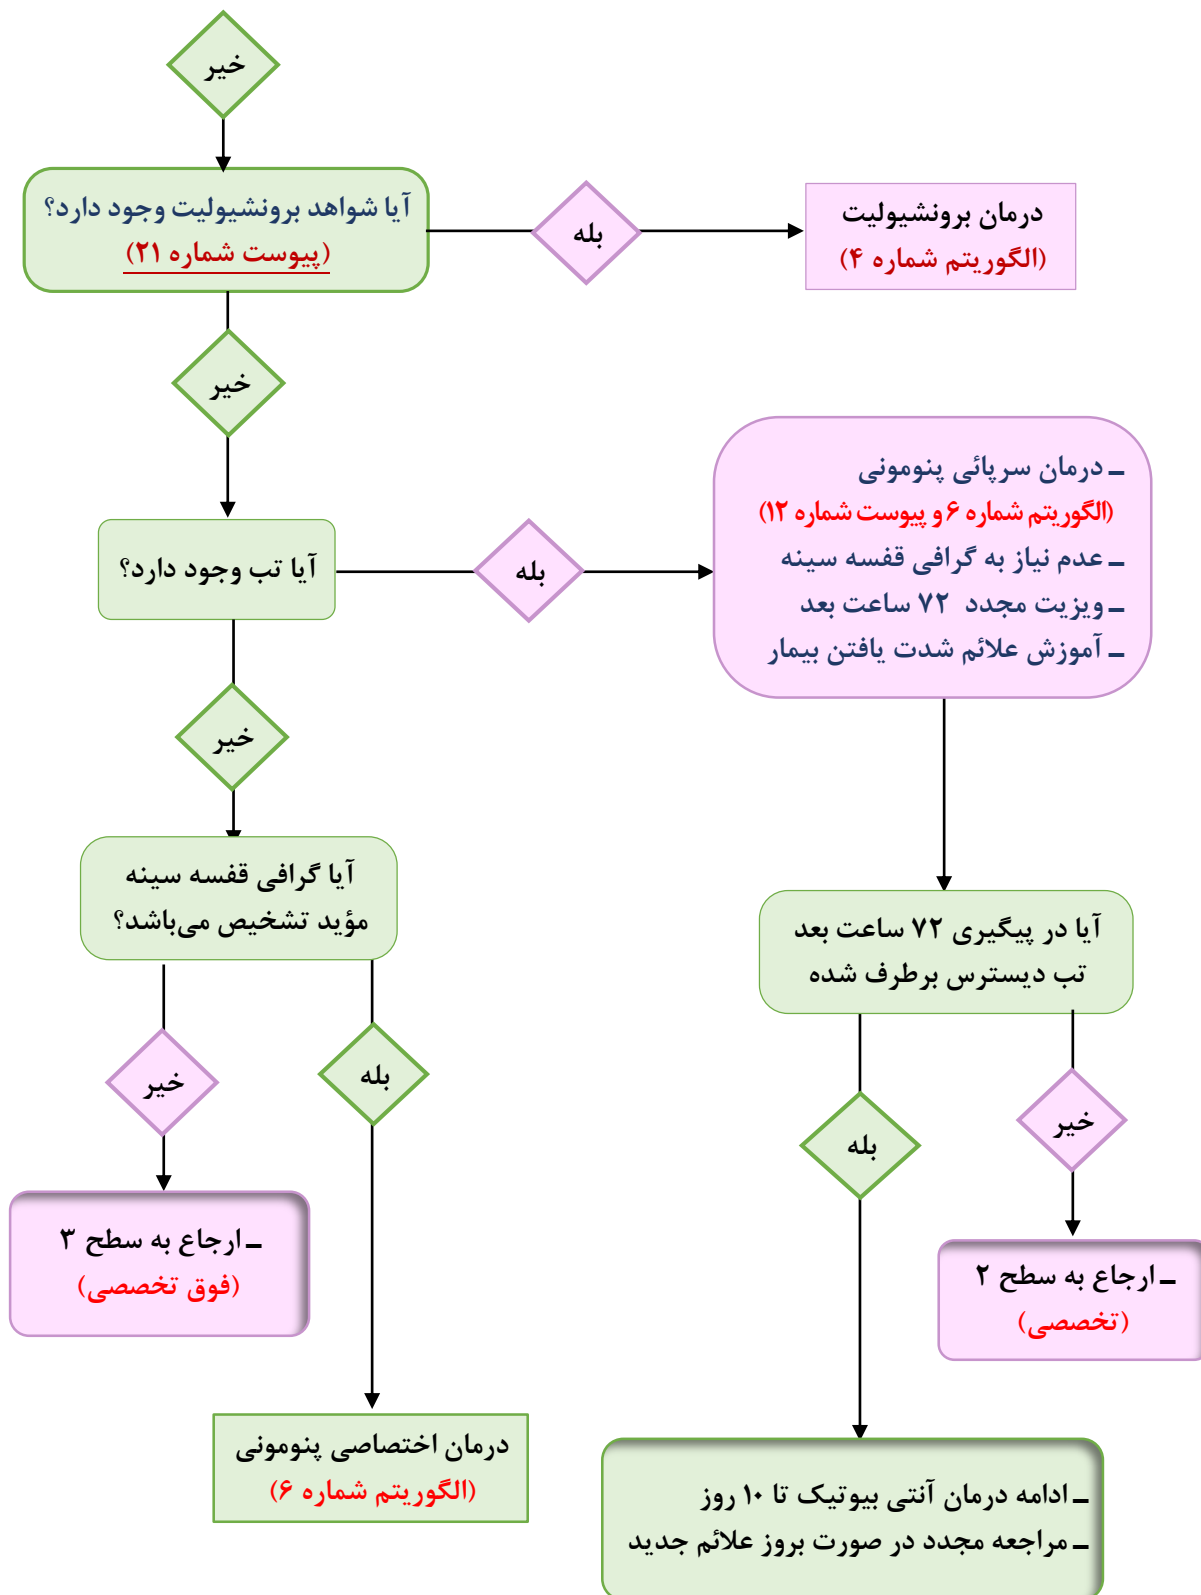 خیر
آیا شواهد برونشیولیت وجود دارد؟
(پیوست شماره ۲۱)
بله
درمان برونشیولیت
(الگوریتم شماره ۴)
خیر
آیا تب وجود دارد؟
بله
ـ درمان سرپائی پنومونی
(الگوریتم شماره ۶ و پیوست شماره ۱۲)
ـ عدم نیاز به گرافی قفسه سینه
ـ ویزیت مجدد ۷۲ ساعت بعد
ـ آموزش علائم شدت یافتن بیمار
خیر
آیا گرافی قفسه سینه
مؤید تشخیص می‌باشد؟
آیا در پیگیری ۷۲ ساعت بعد
تب دیسترس برطرف شده
خیر
بله
بله
خیر
ـ ارجاع به سطح ۳
(فوق تخصصی)
ـ ارجاع به سطح ۲
(تخصصی)
درمان اختصاصی پنومونی
(الگوریتم شماره ۶)
ـ ادامه درمان آنتی بیوتیک تا ۱۰ روز
ـ مراجعه مجدد در صورت بروز علائم جدید